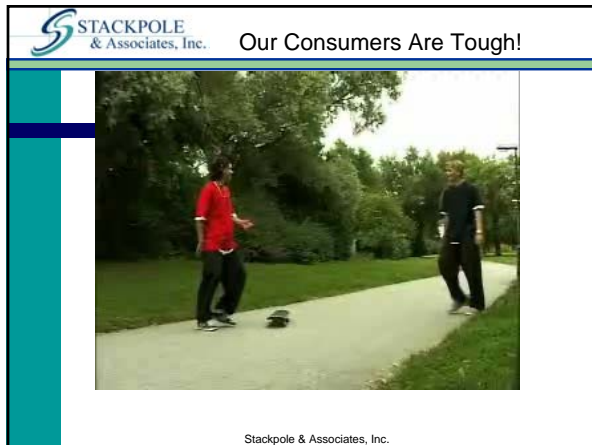 STACKPOLE
& Associates, Inc.
Our Consumers Are Tough!
Stackpole & Associates, Inc.